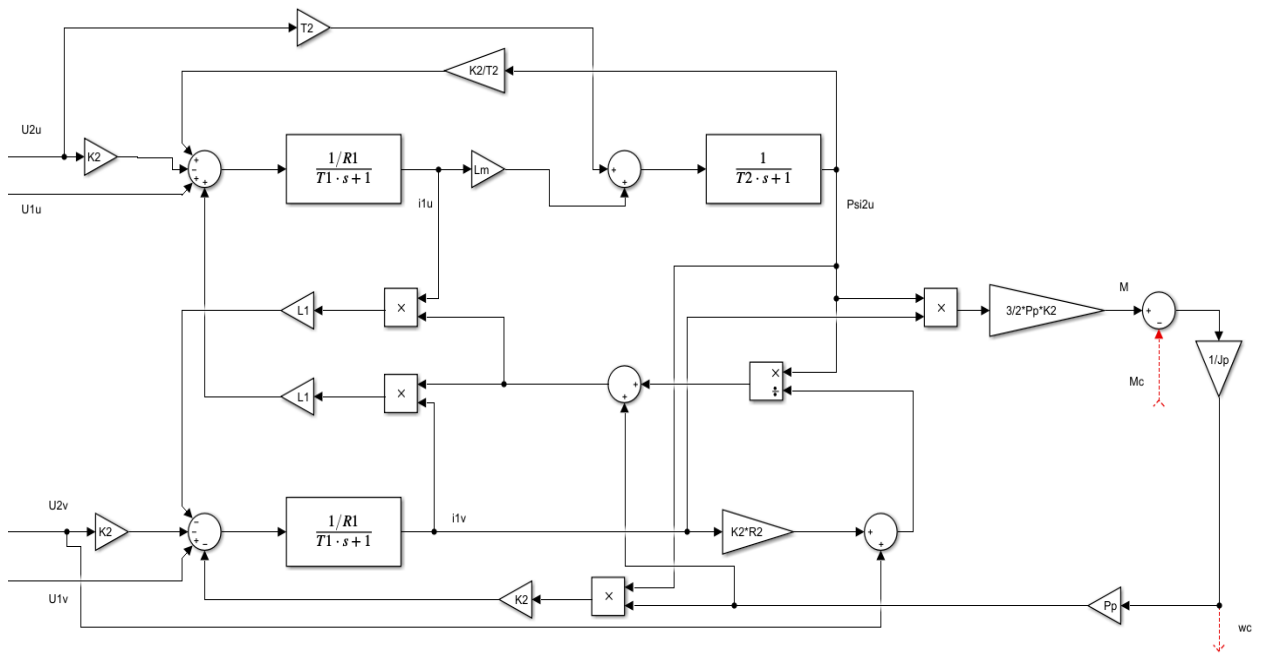 T2
K2/T2
U2u
K2
U1u
+
-
+
+
1/R1
T1 · s + 1
i1u
Lm
+
+
1
T2 · s + 1
Psi2u
L1
×
×
3/2*Pp*K2
M
+
-
1/Jp
Mc
L1
×
+
+
×
÷
U2v
K2
U1v
-
-
+
-
1/R1
T1 · s + 1
i1v
K2*R2
+
+
K2
×
Pp
wc